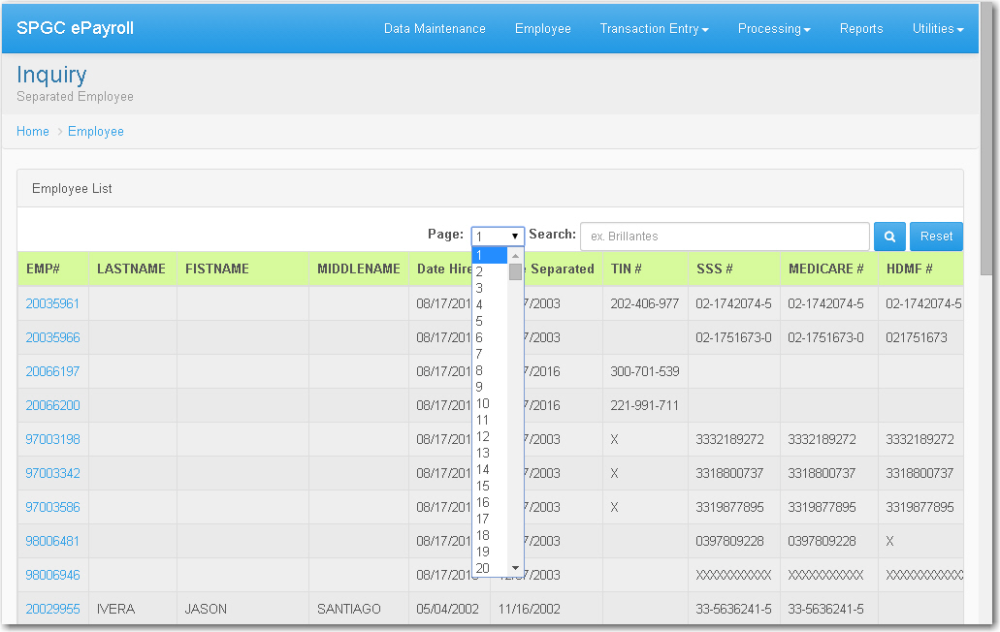 SPGC ePayroll Data Maintenance Employee Transaction Entry Processing Reports Utilities
Inquiry
Separated Employee
Home > Employee
Employee List
Page: 1 Search: ex. Brillantes Reset
EMP# LASTNAME FISTNAME MIDDLENAME Date Hire Separated TIN # SSS # MEDICARE # HDMF #
1
2
3
4
5
6
7
8
9
10
11
12
13
14
15
16
17
18
19
20
20035961 08/17/201 7/2003 202-406-977 02-1742074-5 02-1742074-5 02-1742074-5
20035966 08/17/201 7/2003 02-1751673-0 02-1751673-0 021751673
20066197 08/17/201 7/2016 300-701-539
20066200 08/17/201 7/2016 221-991-711
97003198 08/17/201 7/2003 X 3332189272 3332189272 3332189272
97003342 08/17/201 7/2003 X 3318800737 3318800737 3318800737
97003586 08/17/201 7/2003 X 3319877895 3319877895 3319877895
98006481 08/17/201 7/2003 0397809228 0397809228 X
98006946 08/17/201 7/2003 XXXXXXXXXXX XXXXXXXXXXX XXXXXXXXXXX
20029955 IVERA JASON SANTIAGO 05/04/2002 11/16/2002 33-5636241-5 33-5636241-5